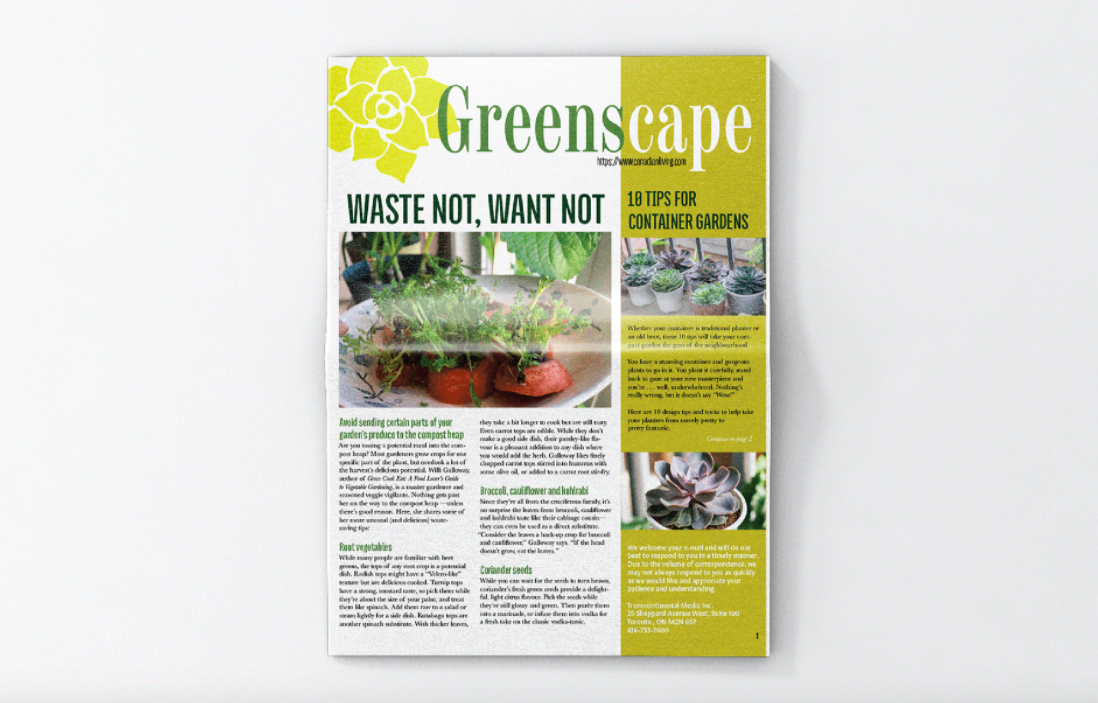 Greenscape
https://www.canadianliving.com
WASTE NOT, WANT NOT
Avoid sending certain parts of your
garden's produce to the compost heap
Are you tossing a potential meal into the com-
post heap? Most gardeners grow crops for one
specific part of the plant, but overlook a lot of
the harvest's delicious potential. Willi Galloway,
author of Grow Cook Eat: A Food Lover's Guide
to Vegetable Gardening, is a master gardener and
seasoned veggie vigilante. Nothing gets past
her on the way to the compost heap—unless
there's good reason. Here, she shares some of
her more unusual (and delicious) waste-
saving tips:
Root vegetables
While many people are familiar with beet
greens, the tops of any root crop is a potential
dish. Radish tops might have a "Velcro-like"
texture but are delicious cooked. Turnip tops
have a strong, mustard taste, so pick them while
they're about the size of your palm, and treat
them like spinach. Add them raw to a salad or
steam lightly for a side dish. Rutabaga tops are
another spinach substitute. With thicker leaves,
they take a bit longer to cook but are still tasty.
Even carrot tops are edible. While they don't
make a good side dish, their parsley-like fla-
vour is a pleasant addition to any dish where
you would add the herb. Galloway likes finely
chopped carrot tops stirred into hummus with
some olive oil, or added to a carrot root stir-fry.
Broccoli, cauliflower and kohlrabi
Since they're all from the cruciferous family, it's
no surprise the leaves from broccoli, cauliflower
and kohlrabi taste like their cabbage cousin—
they can even be used as a direct substitute.
"Consider the leaves a back-up crop for broccoli
and cauliflower," Galloway says. "If the head
doesn't grow, eat the leaves."
Coriander seeds
While you can wait for the seeds to turn brown,
coriander's fresh green seeds provide a delight-
ful, light citrus flavour. Pick the seeds while
they're still glossy and green. Then purée them
into a marinade, or infuse them into vodka for
a fresh take on the classic vodka-tonic.
10 TIPS FOR
CONTAINER GARDENS
Whether your container is traditional planter or
an old boot, these 10 tips will take your com-
pact garden the gem of the neighbourhood.
You have a stunning container and gorgeous
plants to go in it. You plant it carefully, stand
back to gaze at your new masterpiece and
you're . . . well, underwhelmed. Nothing's
really wrong, but it doesn't say "Wow!"
Here are 10 design tips and tricks to help take
your planters from merely pretty to
pretty fantastic.
Continue on page 2
We welcome your e-mail and will do our
best to respond to you in a timely manner.
Due to the volume of correspondence, we
may not always respond to you as quickly
as we would like and appreciate your
patience and understanding.
Transcontinental Media Inc.
25 Sheppard Avenue West, Suite 100
Toronto, ON M2N 6S7
416-733-7600
1